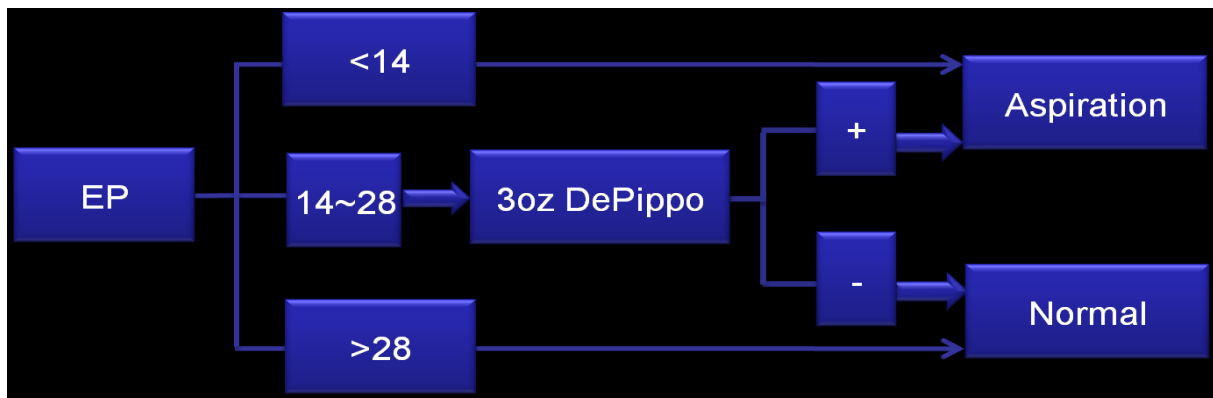 <14
EP
14~28
3oz DePippo
>28
+
-
Aspiration
Normal